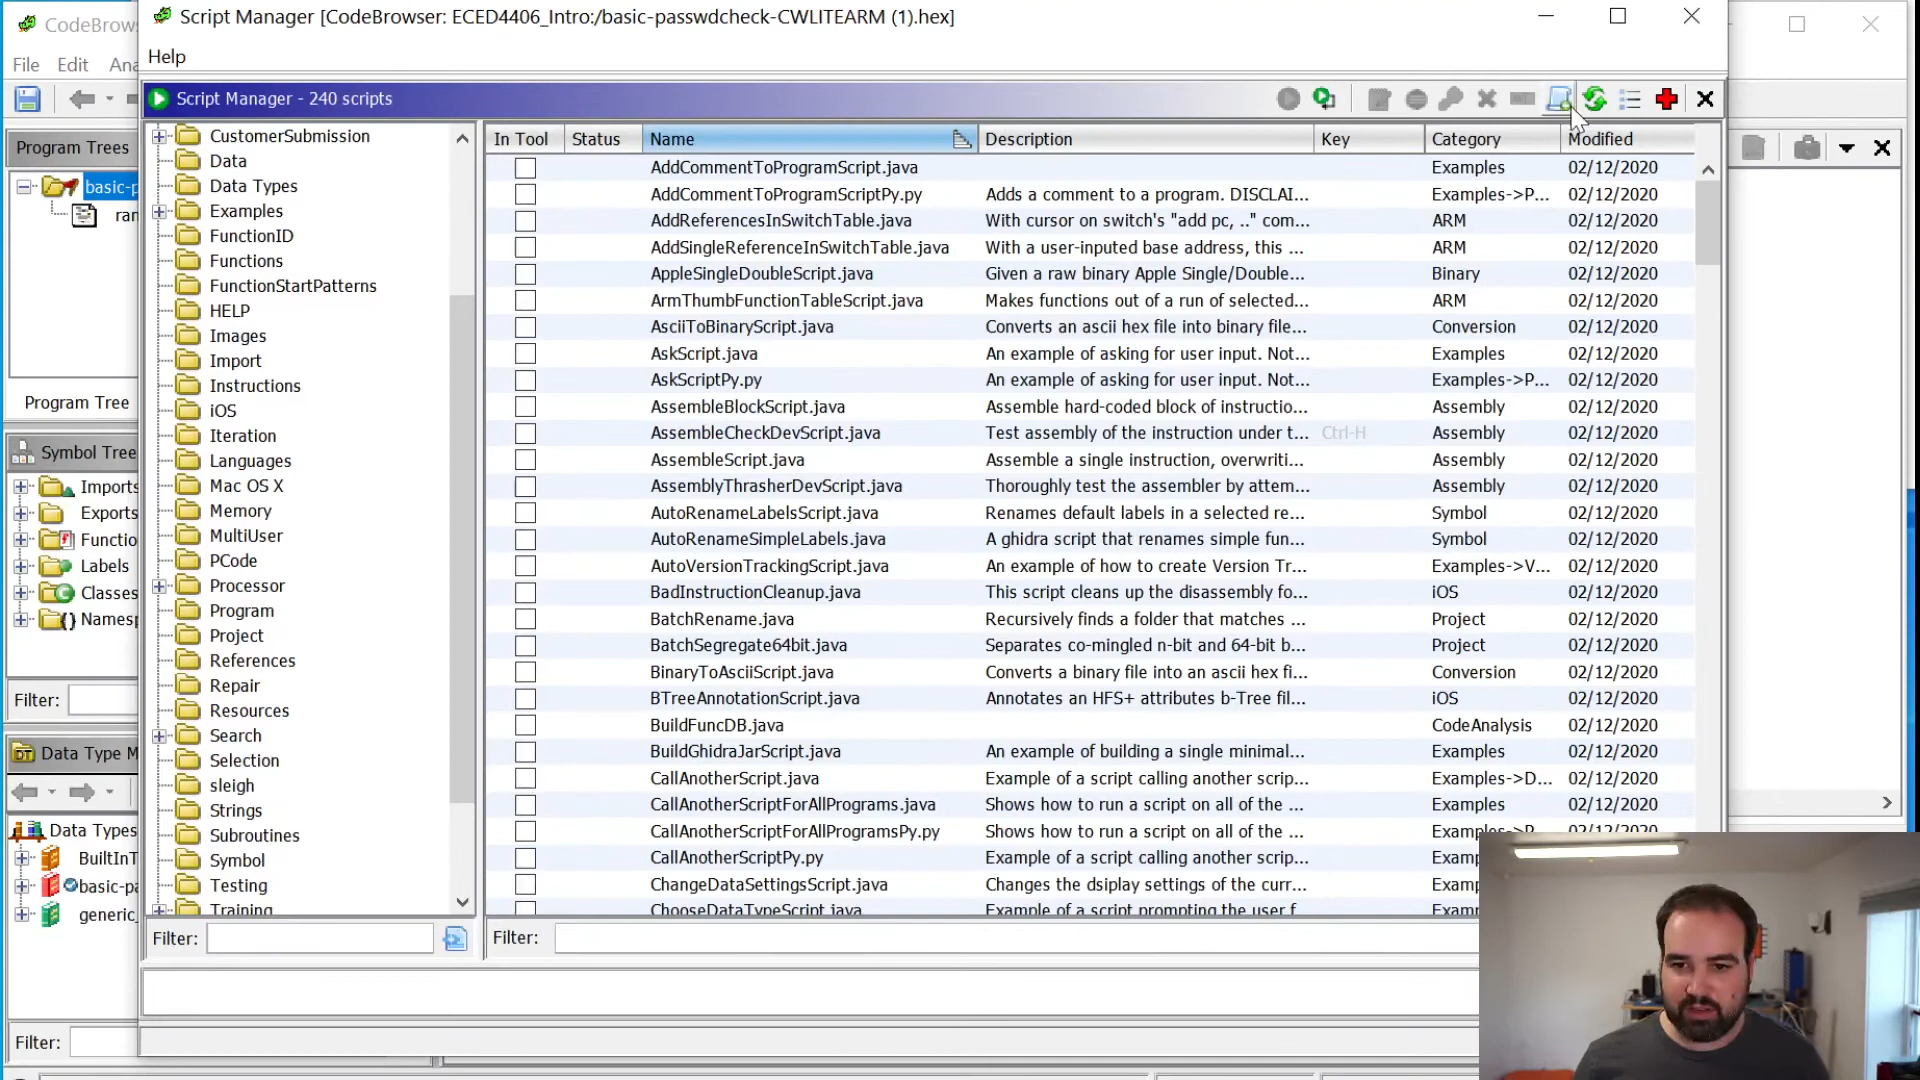 CodeBrows
Script Manager [CodeBrowser: ECED4406_Intro:/basic-passwdcheck-CWLITEARM (1).hex]
File Edit Ana
Help
Script Manager - 240 scripts
Program Trees
basic-p
ran
Program Tree
Symbol Tree
Imports
Exports
Functio
Labels
Classes
Namesp
Filter:
Data Type M
Data Types
BuiltInT
basic-pa
generic_
Filter:
CustomerSubmission
Data
Data Types
Examples
FunctionID
Functions
FunctionStartPatterns
HELP
Images
Import
Instructions
iOS
Iteration
Languages
Mac OS X
Memory
MultiUser
PCode
Processor
Program
Project
References
Repair
Resources
Search
Selection
sleigh
Strings
Subroutines
Symbol
Testing
Training
Filter:
In Tool Status Name Description Key Category Modified
AddCommentToProgramScript.java Examples 02/12/2020
AddCommentToProgramScriptPy.py Adds a comment to a program. DISCLAI... Examples->P... 02/12/2020
AddReferencesInSwitchTable.java With cursor on switch's "add pc, .." com... ARM 02/12/2020
AddSingleReferenceInSwitchTable.java With a user-inputed base address, this ... ARM 02/12/2020
AppleSingleDoubleScript.java Given a raw binary Apple Single/Double... Binary 02/12/2020
ArmThumbFunctionTableScript.java Makes functions out of a run of selected... ARM 02/12/2020
AsciiToBinaryScript.java Converts an ascii hex file into binary file... Conversion 02/12/2020
AskScript.java An example of asking for user input. Not... Examples 02/12/2020
AskScriptPy.py An example of asking for user input. Not... Examples->P... 02/12/2020
AssembleBlockScript.java Assemble hard-coded block of instructio... Assembly 02/12/2020
AssembleCheckDevScript.java Test assembly of the instruction under t... Ctrl-H Assembly 02/12/2020
AssembleScript.java Assemble a single instruction, overwriti... Assembly 02/12/2020
AssemblyThrasherDevScript.java Thoroughly test the assembler by attem... Assembly 02/12/2020
AutoRenameLabelsScript.java Renames default labels in a selected re... Symbol 02/12/2020
AutoRenameSimpleLabels.java A ghidra script that renames simple fun... Symbol 02/12/2020
AutoVersionTrackingScript.java An example of how to create Version Tr... Examples->V... 02/12/2020
BadInstructionCleanup.java This script cleans up the disassembly fo... iOS 02/12/2020
BatchRename.java Recursively finds a folder that matches ... Project 02/12/2020
BatchSegregate64bit.java Separates co-mingled n-bit and 64-bit b... Project 02/12/2020
BinaryToAsciiScript.java Converts a binary file into an ascii hex fi... Conversion 02/12/2020
BTreeAnnotationScript.java Annotates an HFS+ attributes b-Tree fil... iOS 02/12/2020
BuildFuncDB.java CodeAnalysis 02/12/2020
BuildGhidraJarScript.java An example of building a single minimal... Examples 02/12/2020
CallAnotherScript.java Example of a script calling another scrip... Examples->D... 02/12/2020
CallAnotherScriptForAllPrograms.java Shows how to run a script on all of the ... Examples 02/12/2020
CallAnotherScriptForAllProgramsPy.py Shows how to run a script on all of the ... Examples->P 02/12/2020
CallAnotherScriptPy.py Example of a script calling another scrip... Exam
ChangeDataSettingsScript.java Changes the dsiplay settings of the curr... Exam
ChooseDataTypeScript.java Example of a script prompting the user f Exam
Filter: